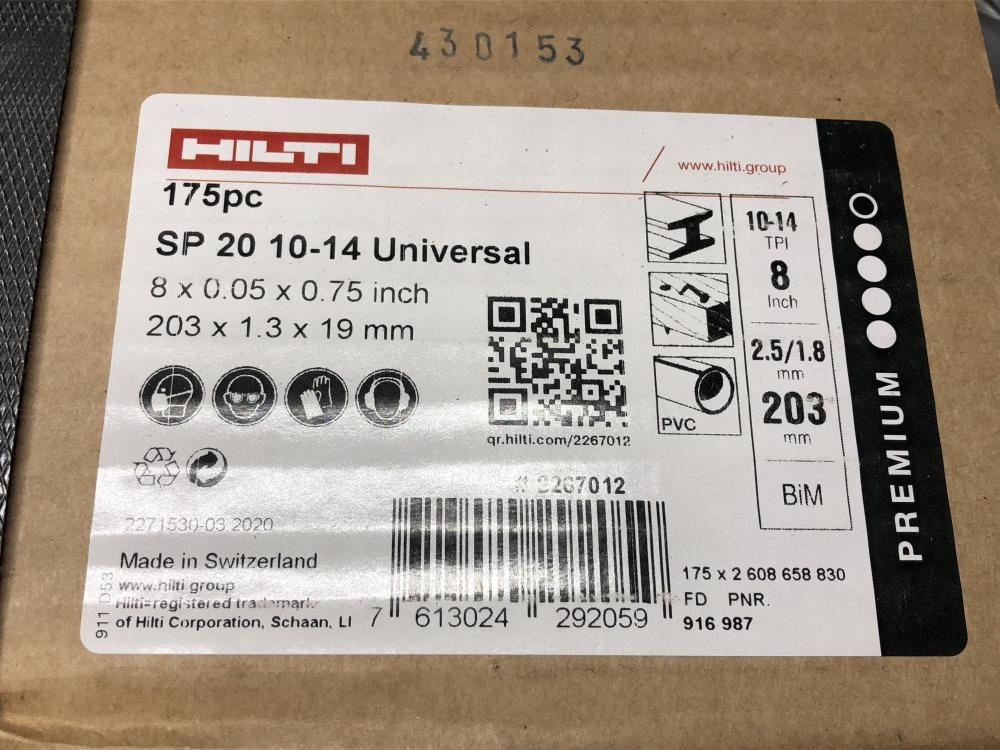 430153
HILTI
www.hilti.group
175pc
SP 20 10-14 Universal
8 x 0.05 x 0.75 inch
203 x 1.3 x 19 mm
qr.hilti.com/2267012
PVC
10-14
TPI
8
Inch
2.5/1.8
mm
203
mm
BiM
PREMIUM
# 2267012
2271530-03 2020
Made in Switzerland
www.hilti group
Hilti=registered trademark
of Hilti Corporation, Schaan, LI
911 D53
7 613024 292059
175 x 2 608 658 830
FD PNR.
916 987